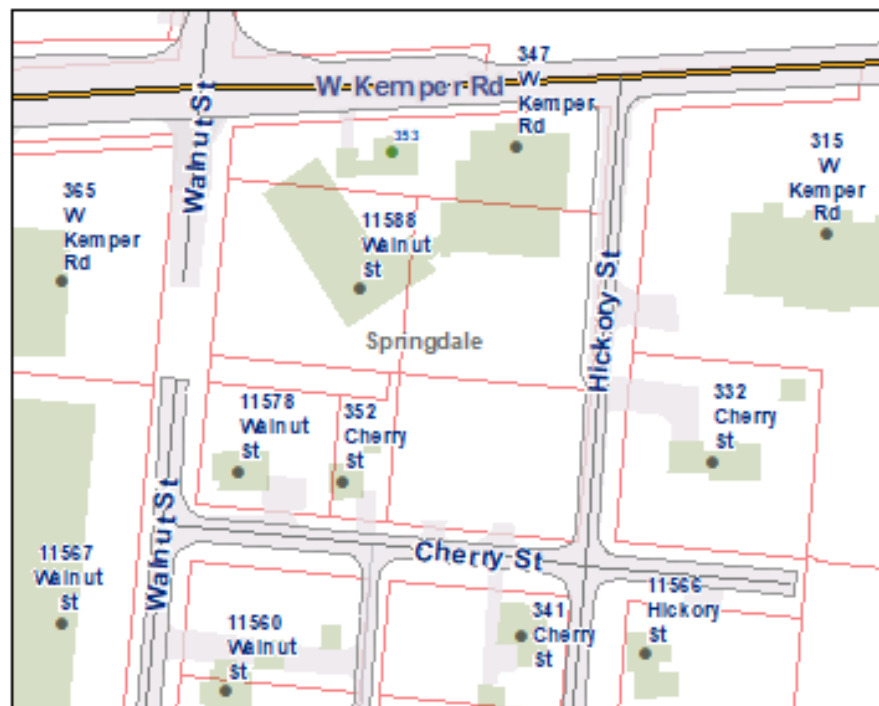 347
W
Kemper
Rd
W Kemper Rd
Walnut St
353
315
W
Kemper
Rd
365
W
Kemper
Rd
11588
Walnut
St
Hickory St
Springdale
11578
Walnut
St
352
Cherry
St
332
Cherry
St
Walnut St
Cherry St
11567
Walnut
St
11566
Hickory
St
11560
Walnut
St
341
Cherry
St